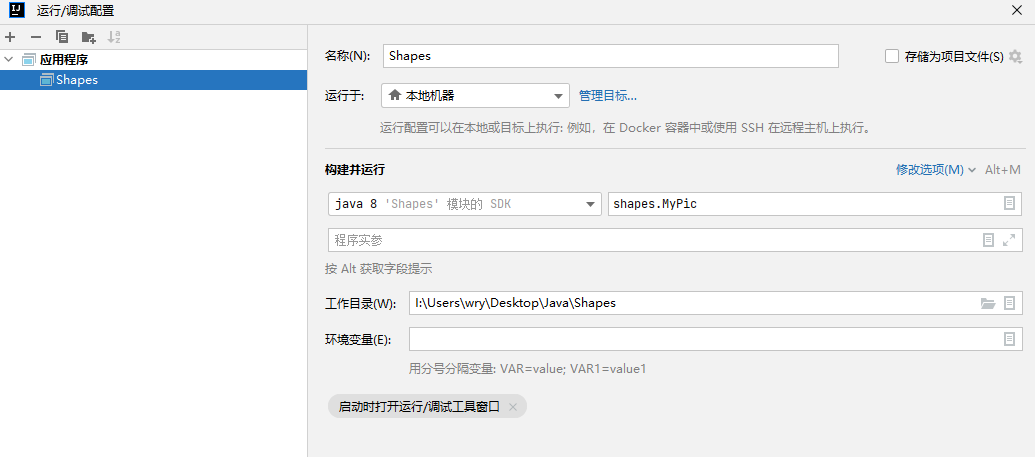 运行/调试配置
应用程序
Shapes
名称(N): Shapes 存储为项目文件(S)
运行于: 本地机器 管理目标...
运行配置可以在本地或目标上执行: 例如，在 Docker 容器中或使用 SSH 在远程主机上执行。
构建并运行 修改选项(M) Alt+M
java 8 'Shapes' 模块的 SDK shapes.MyPic
程序实参
按 Alt 获取字段提示
工作目录(W): I:\Users\wry\Desktop\Java\Shapes
环境变量(E):
用分号分隔变量: VAR=value; VAR1=value1
启动时打开运行/调试工具窗口